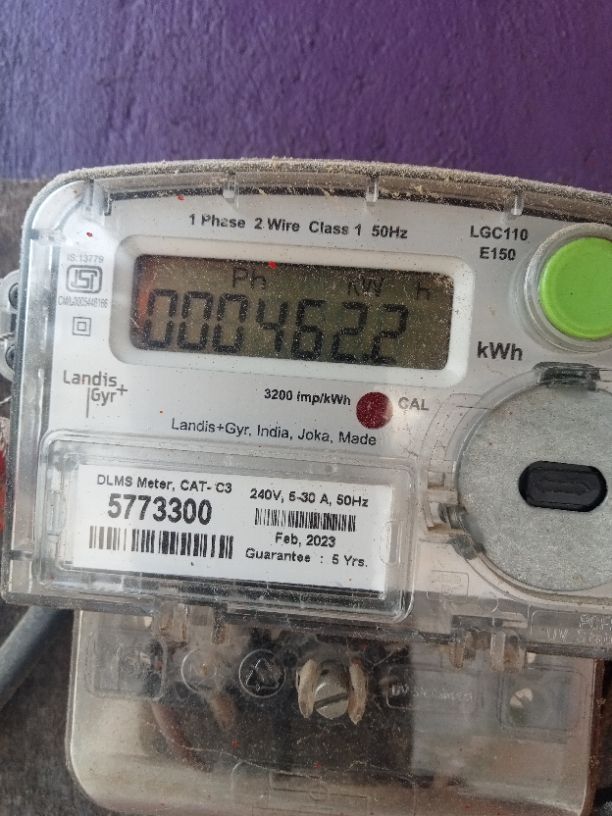 1 Phase 2 Wire Class 1 50Hz
LGC110
E150
IS:13779
ISI
Ph kW h
0004622
kWh
Landis
Gyr+
3200 imp/kWh
CAL
Landis+Gyr, India, Joka, Made
DLMS Meter, CAT- C3
5773300
240V, 5-30 A, 50Hz
Feb, 2023
Guarantee : 5 Yrs.